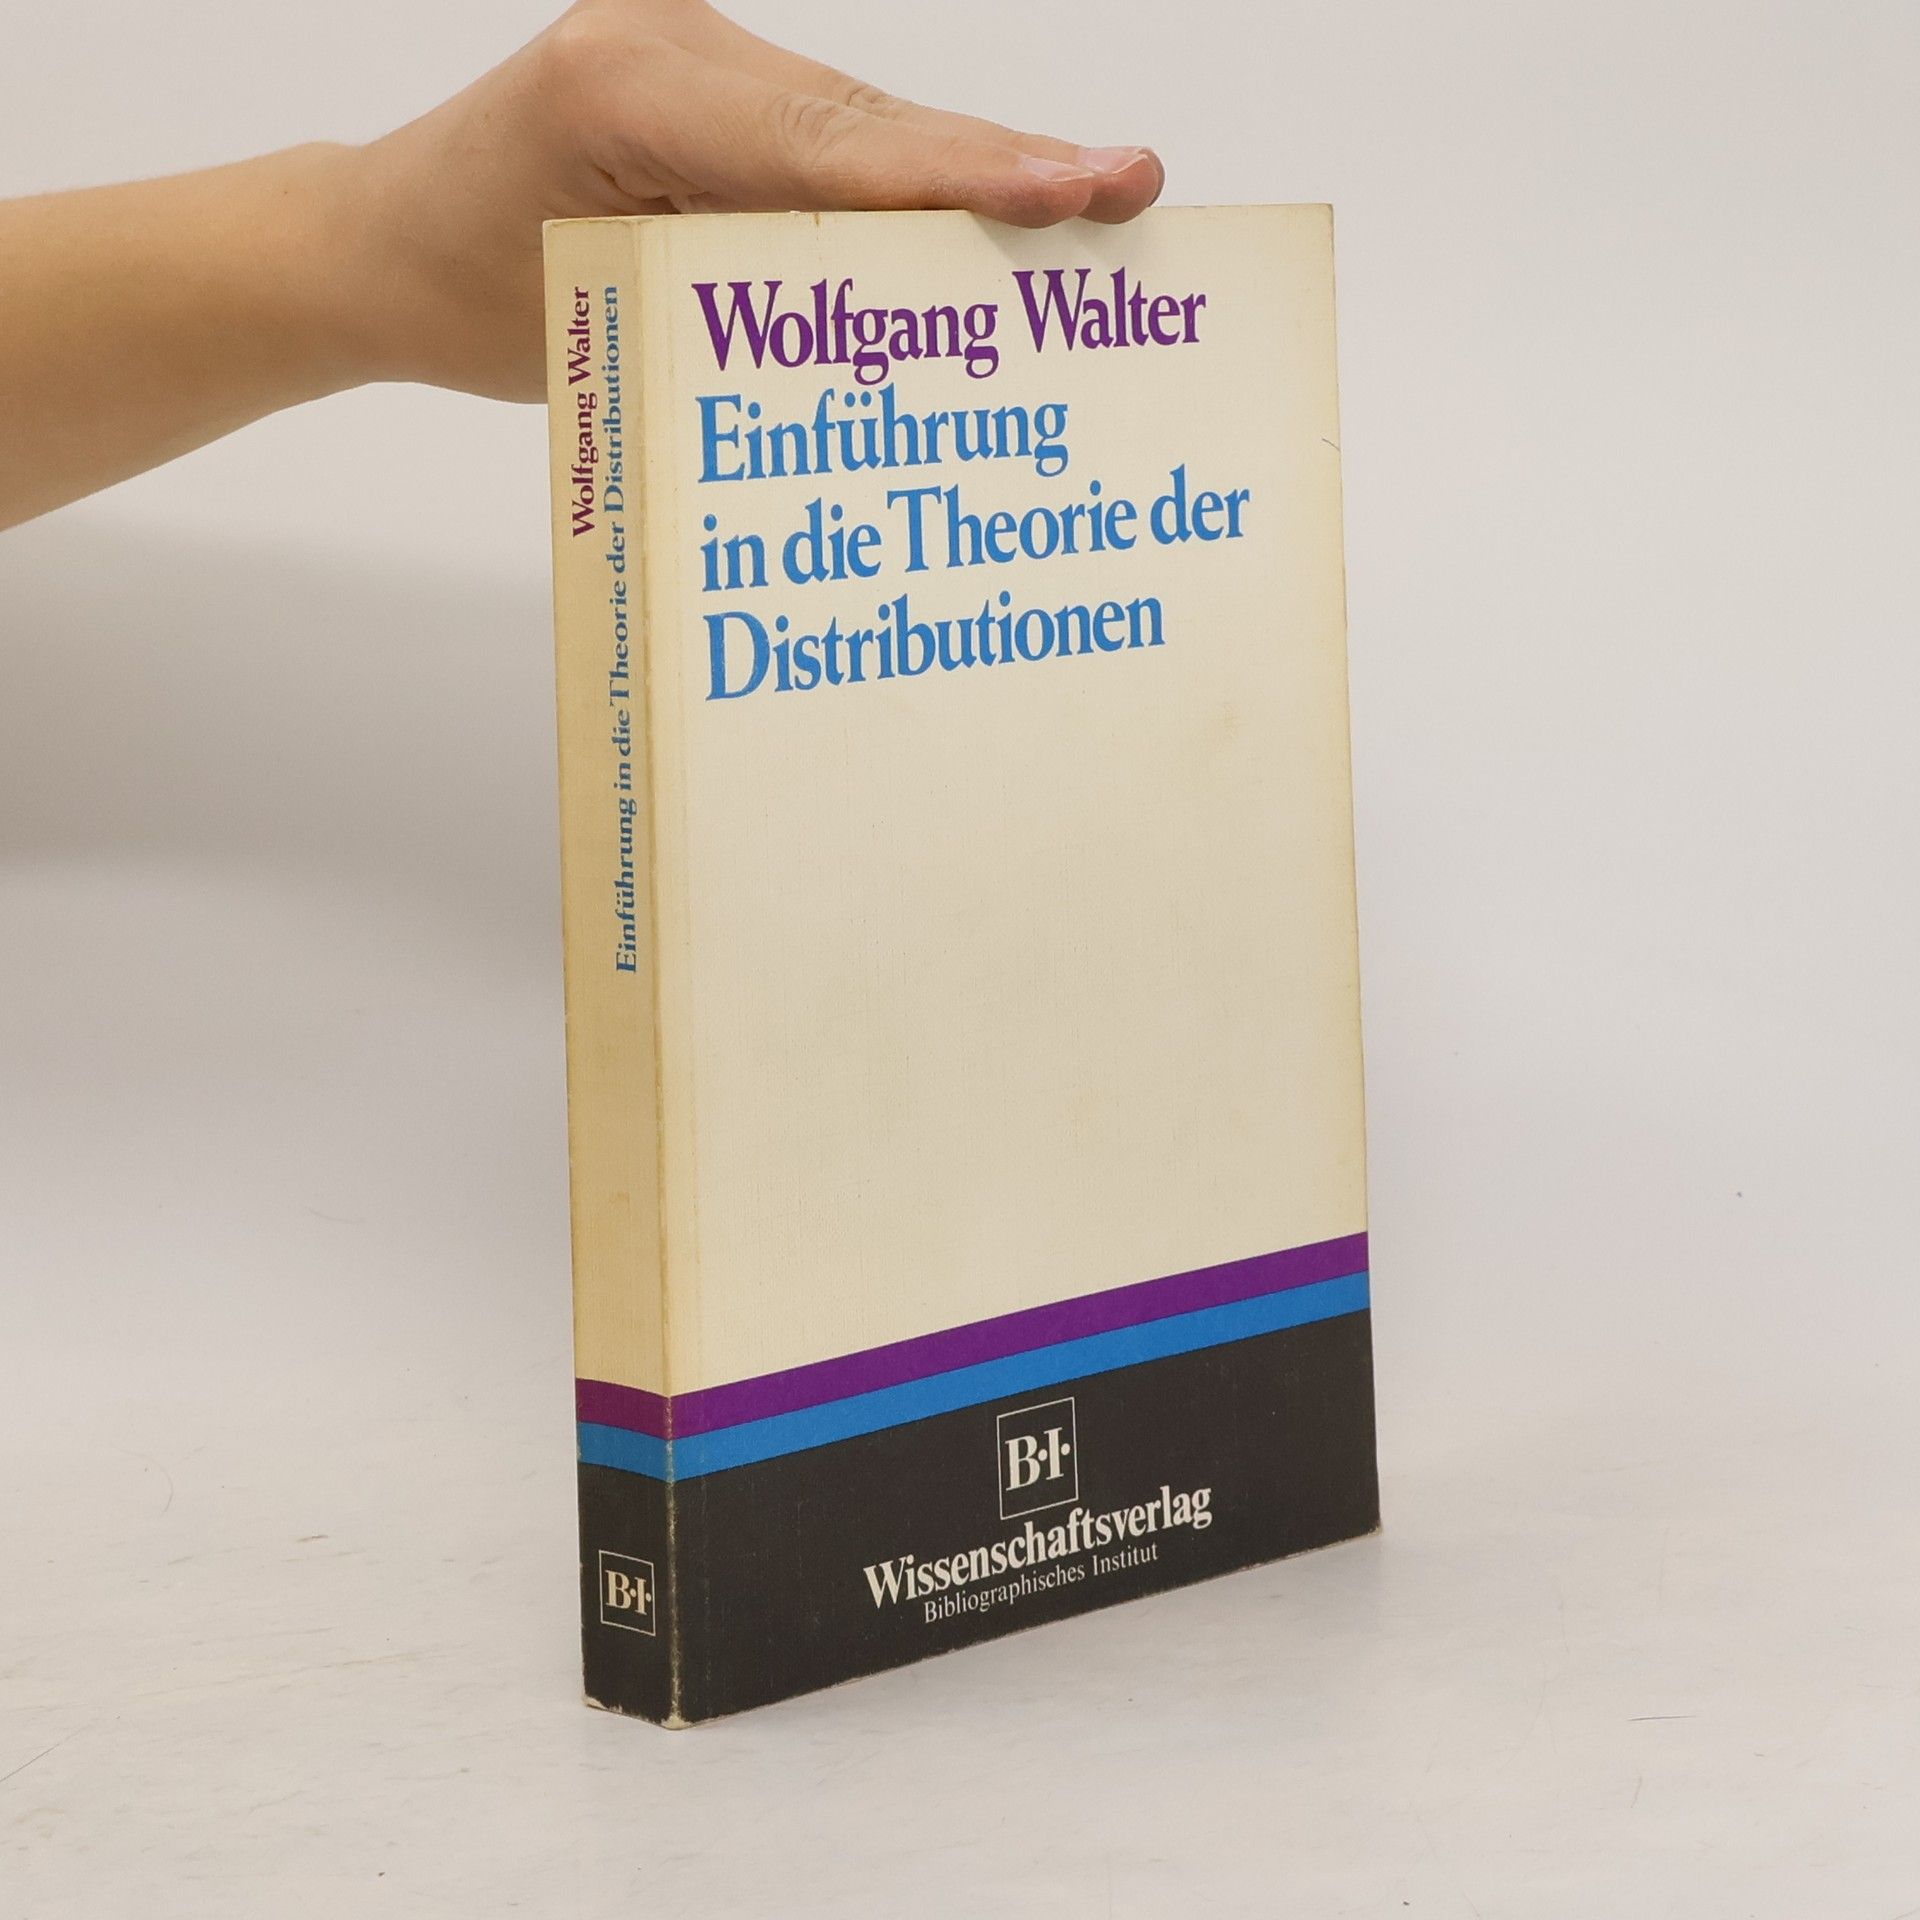 Wolfgang Walter
Einführung in die Theorie der Distributionen
B·I·
Wolfgang Walter
Einführung
in die Theorie der
Distributionen
B·I·
Wissenschaftsverlag
Bibliographisches Institut